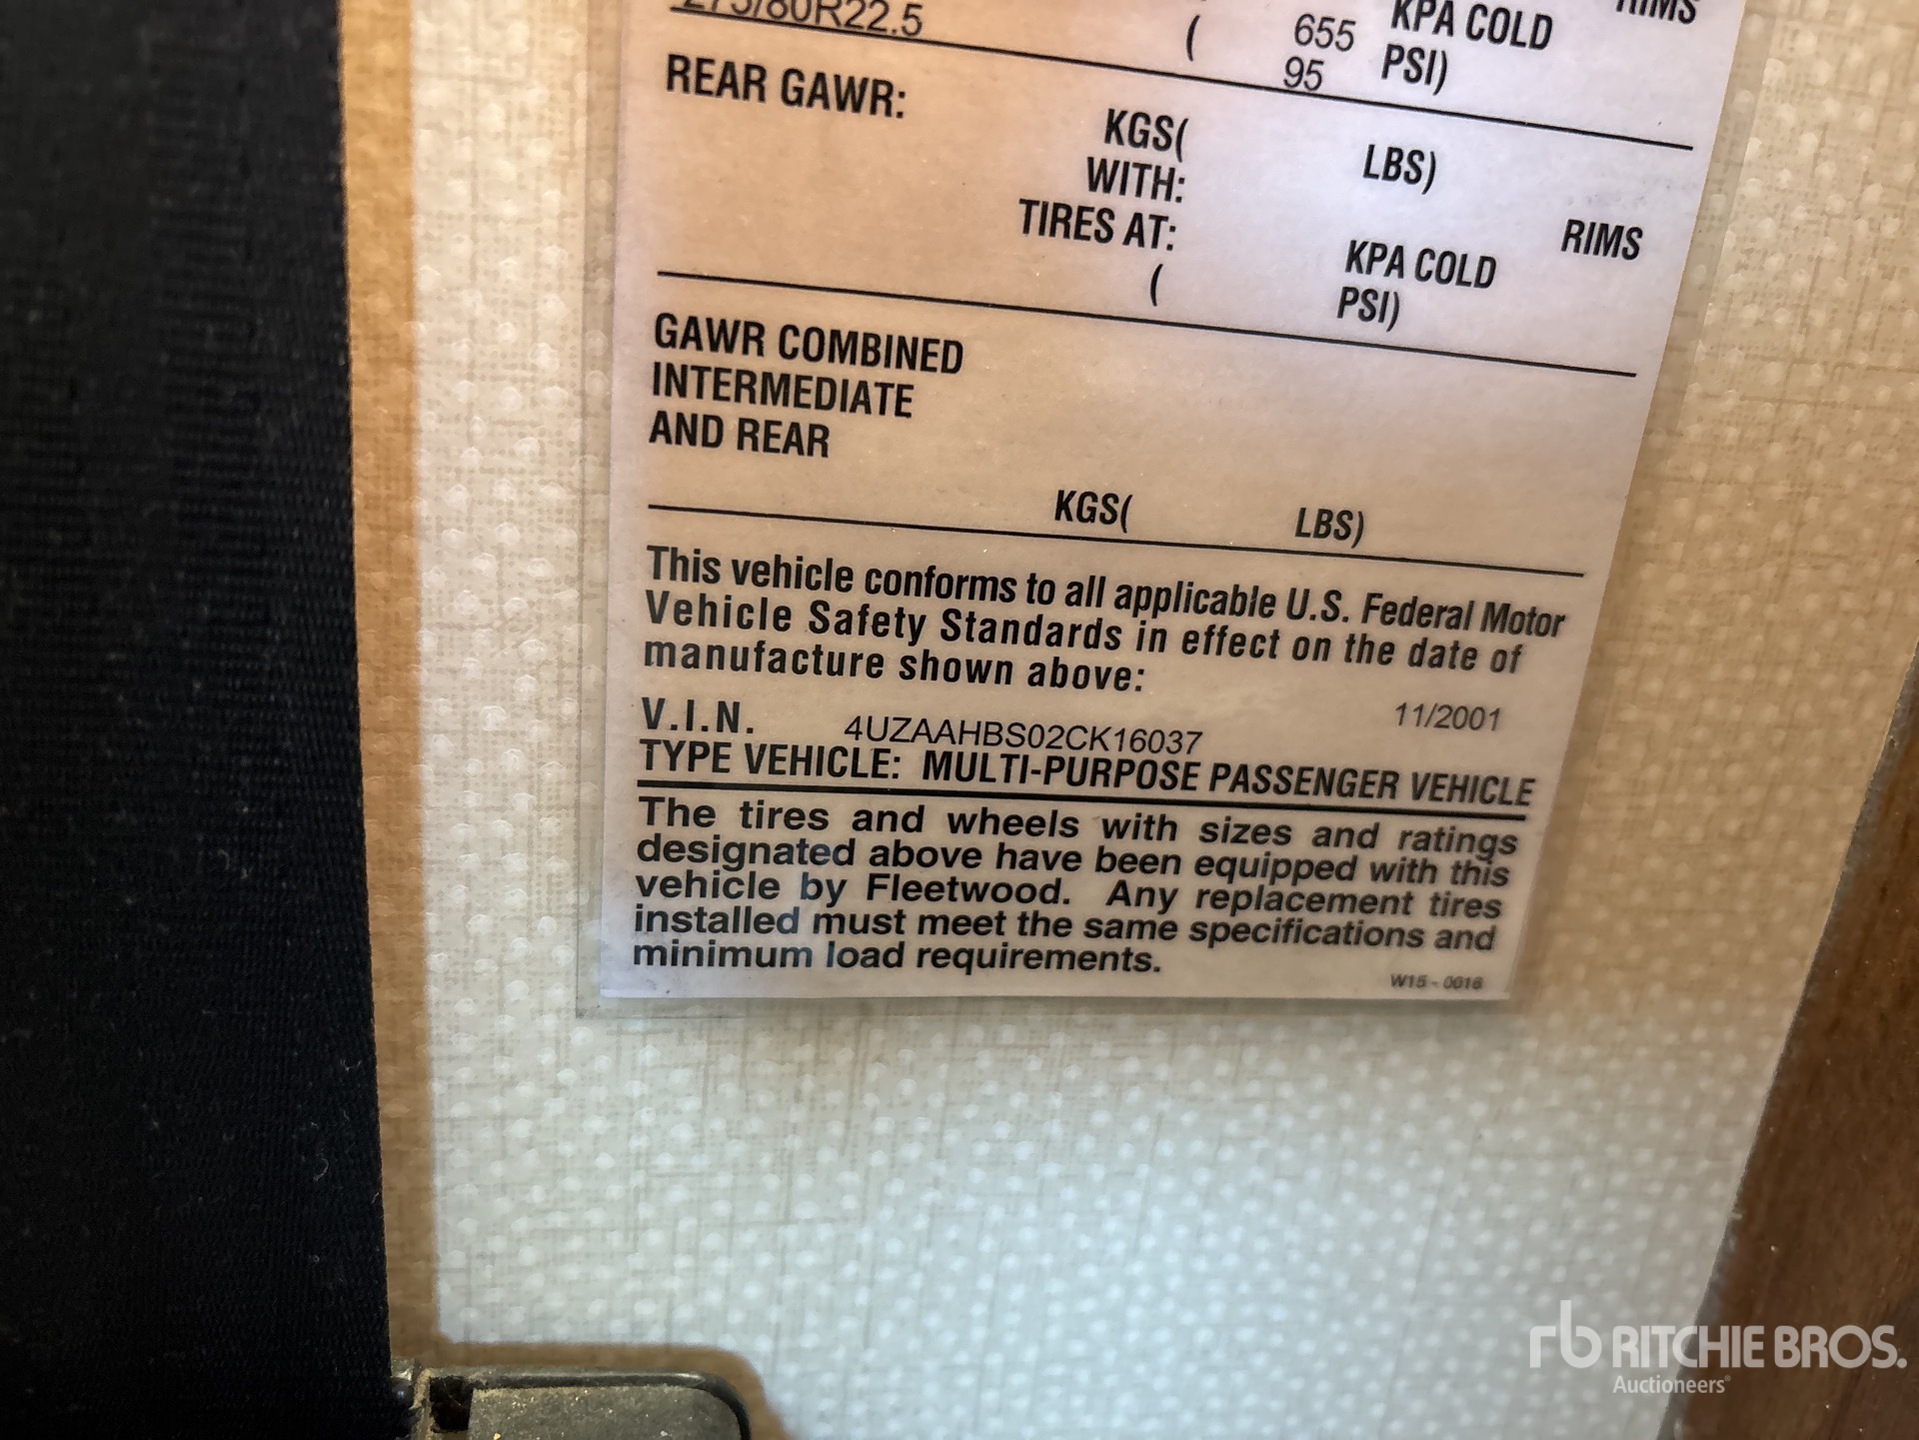 275/80R22.5 ( 655 KPA COLD RIMS
95 PSI)
REAR GAWR:
KGS( LBS)
WITH:
TIRES AT: RIMS
KPA COLD
( PSI)
GAWR COMBINED
INTERMEDIATE
AND REAR
KGS( LBS)
This vehicle conforms to all applicable U.S. Federal Motor
Vehicle Safety Standards in effect on the date of
manufacture shown above:
V.I.N. 4UZAAHBS02CK16037 11/2001
TYPE VEHICLE: MULTI-PURPOSE PASSENGER VEHICLE
The tires and wheels with sizes and ratings
designated above have been equipped with this
vehicle by Fleetwood. Any replacement tires
installed must meet the same specifications and
minimum load requirements.
W15-0016
rb RITCHIE BROS.
Auctioneers